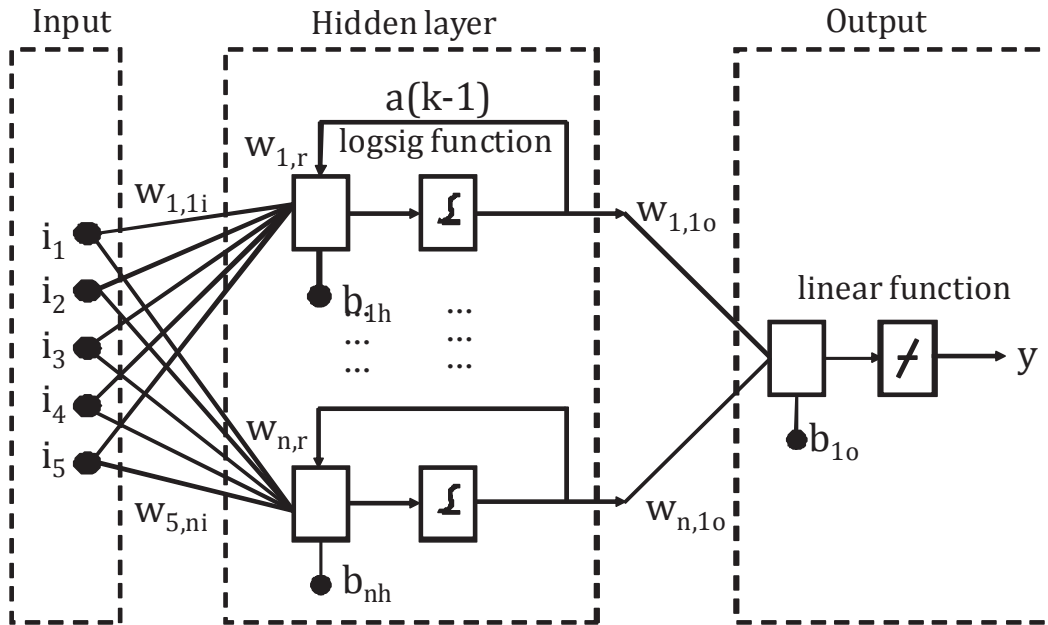 Input
Hidden layer
Output
a(k-1)
w1,r
logsig function
w1,1i
i1
i2
i3
i4
i5
w5,ni
b1h
... ...
... ...
... ...
wn,r
bnh
w1,1o
wn,1o
linear function
y
b1o